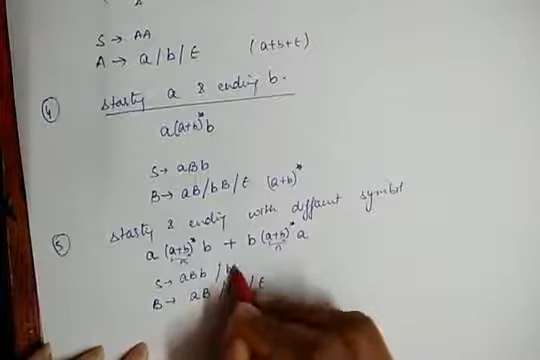 A
S → AA
A → a/b/ε (a+b+ε)
④ starting a & ending b.
a(a+b)*b
S → aBb
B → aB/bB/ε (a+b)*
⑤ starting & ending with different symbol
a (a+b)* b + b (a+b)* a
S → aBb / b
B → aB / / ε